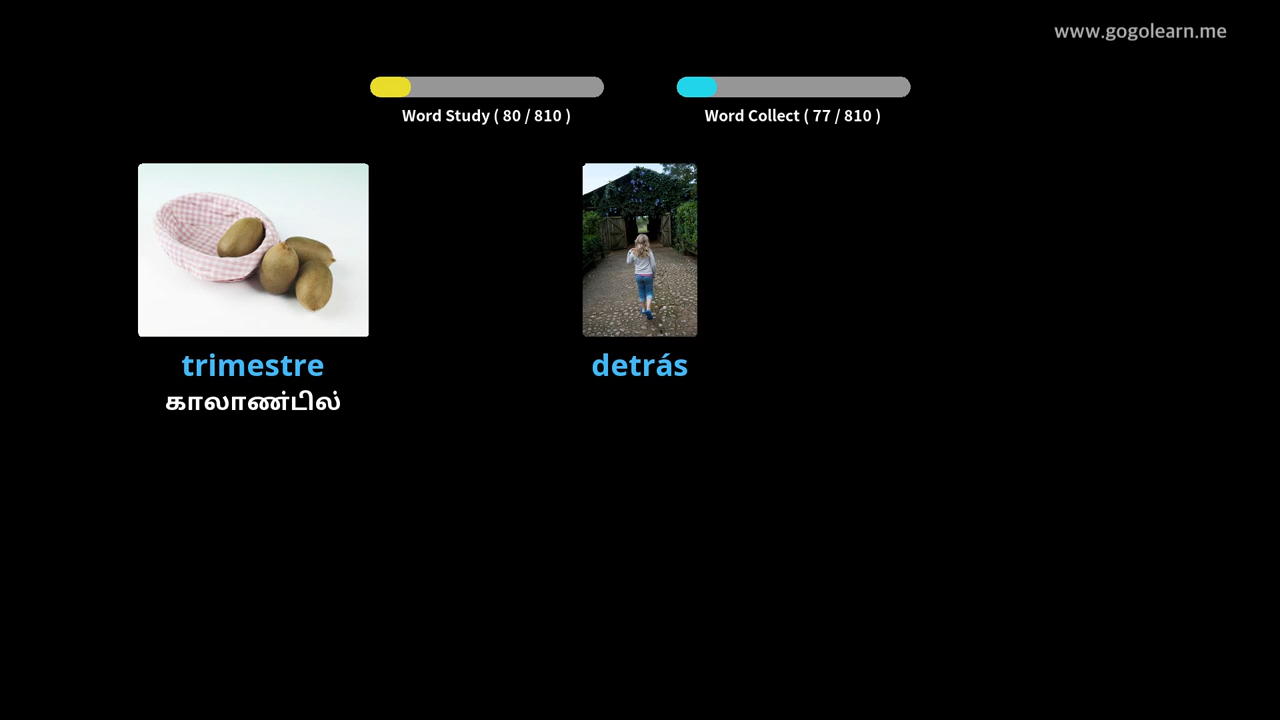 www.gogolearn.me
Word Study ( 80 / 810 )
Word Collect ( 77 / 810 )
trimestre
காலாண்டில்
detrás